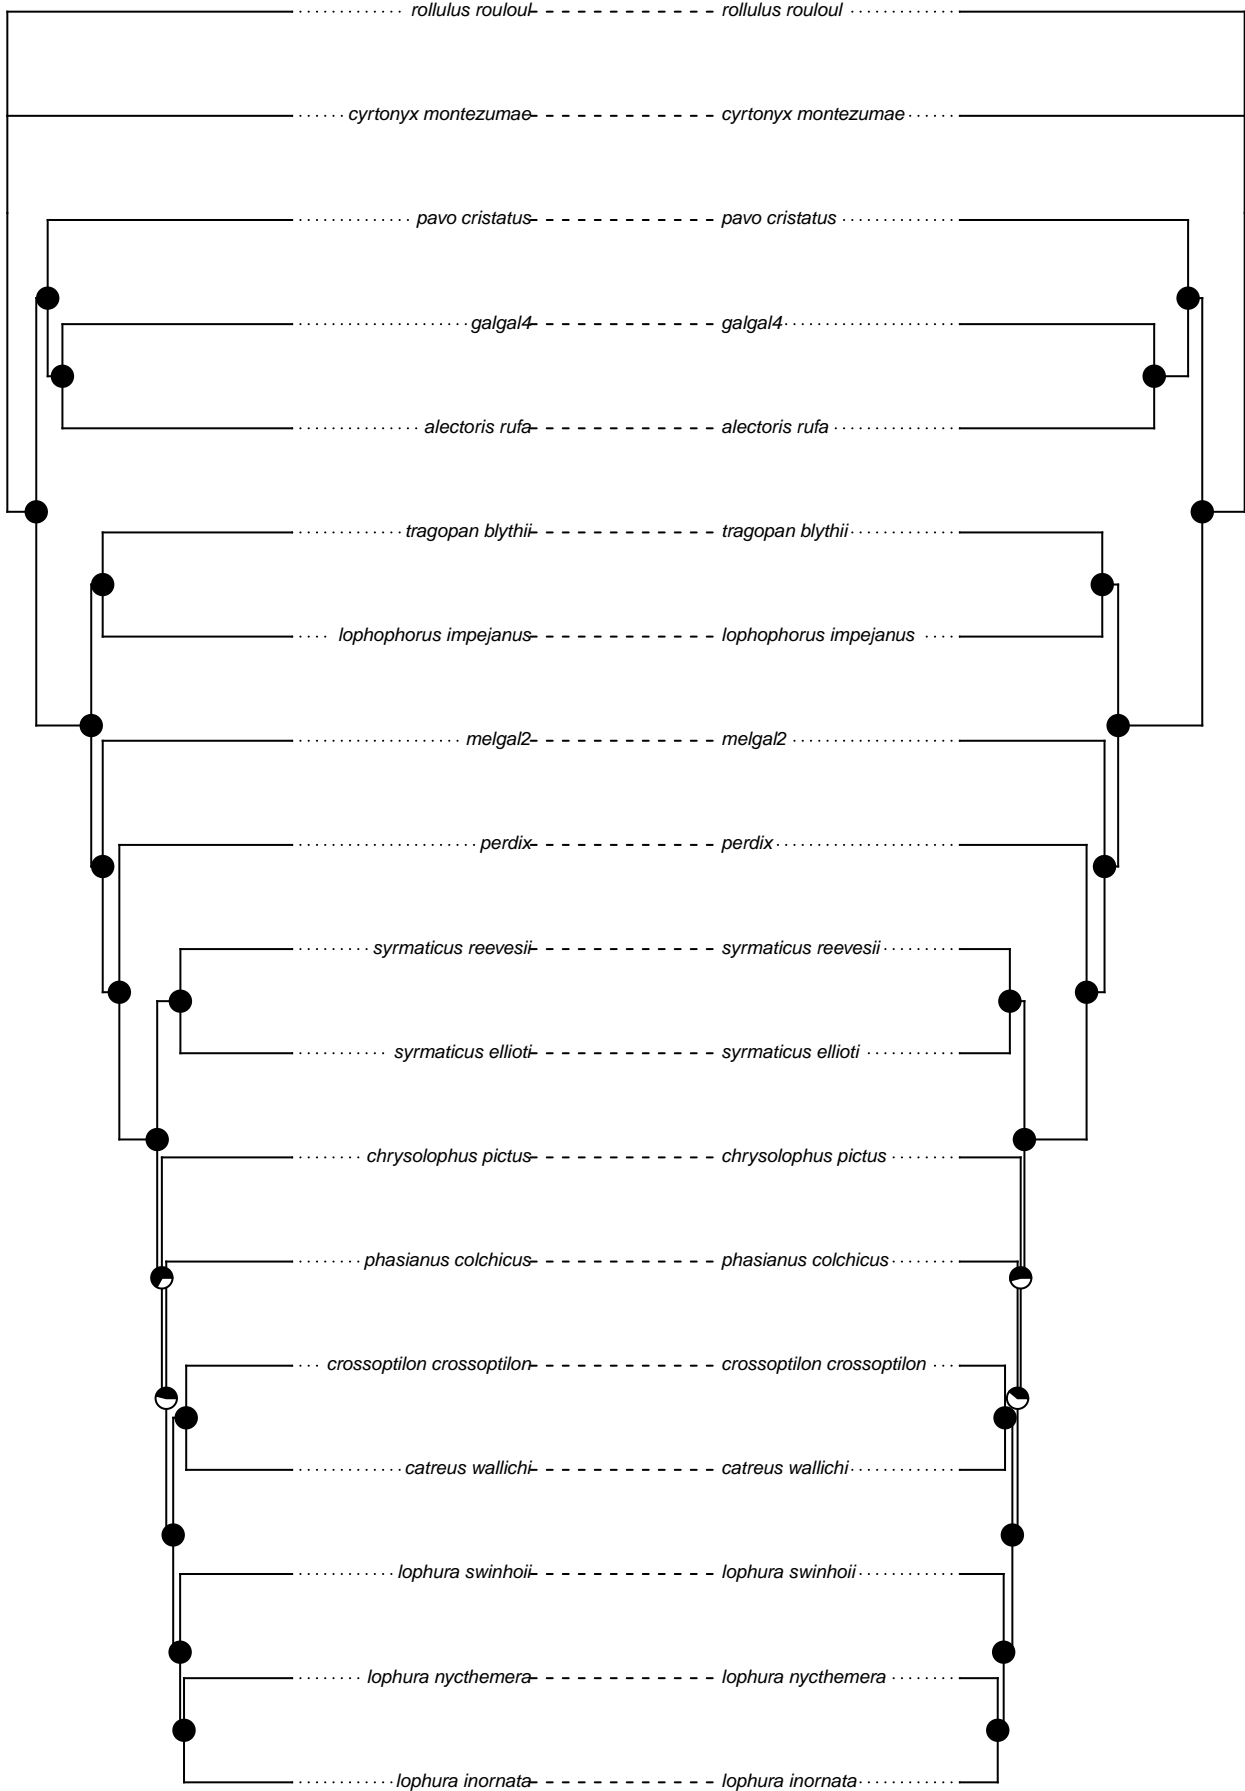 rollulus rouloul rollulus rouloul
cyrtonyx montezumae cyrtonyx montezumae
pavo cristatus pavo cristatus
galgal4 galgal4
alectoris rufa alectoris rufa
tragopan blythii tragopan blythii
lophophorus impejanus lophophorus impejanus
melgal2 melgal2
perdix perdix
syrmaticus reevesii syrmaticus reevesii
syrmaticus ellioti syrmaticus ellioti
chrysolophus pictus chrysolophus pictus
phasianus colchicus phasianus colchicus
crossoptilon crossoptilon crossoptilon crossoptilon
catreus wallichi catreus wallichi
lophura swinhoii lophura swinhoii
lophura nycthemera lophura nycthemera
lophura inornata lophura inornata